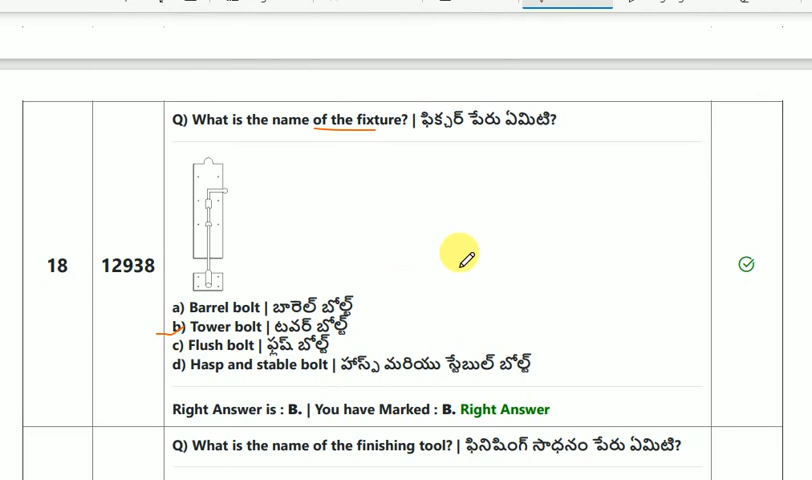 Q) What is the name of the fixture? | ఫిక్చర్ పేరు ఏమిటి?
18
12938
a) Barrel bolt | బారెల్ బోల్ట్
b) Tower bolt | టవర్ బోల్ట్
c) Flush bolt | ఫ్లష్ బోల్ట్
d) Hasp and stable bolt | హాస్ప్ మరియు స్టేబుల్ బోల్ట్
Right Answer is : B. | You have Marked : B. Right Answer
Q) What is the name of the finishing tool? | ఫినిషింగ్ సాధనం పేరు ఏమిటి?